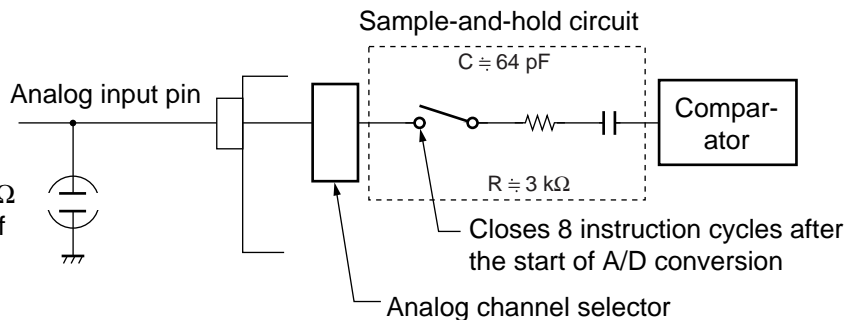 Sample-and-hold circuit
C ≒ 64 pF
Analog input pin
Compar-
ator
R ≒ 3 kΩ
Ω
f
Closes 8 instruction cycles after
the start of A/D conversion
Analog channel selector